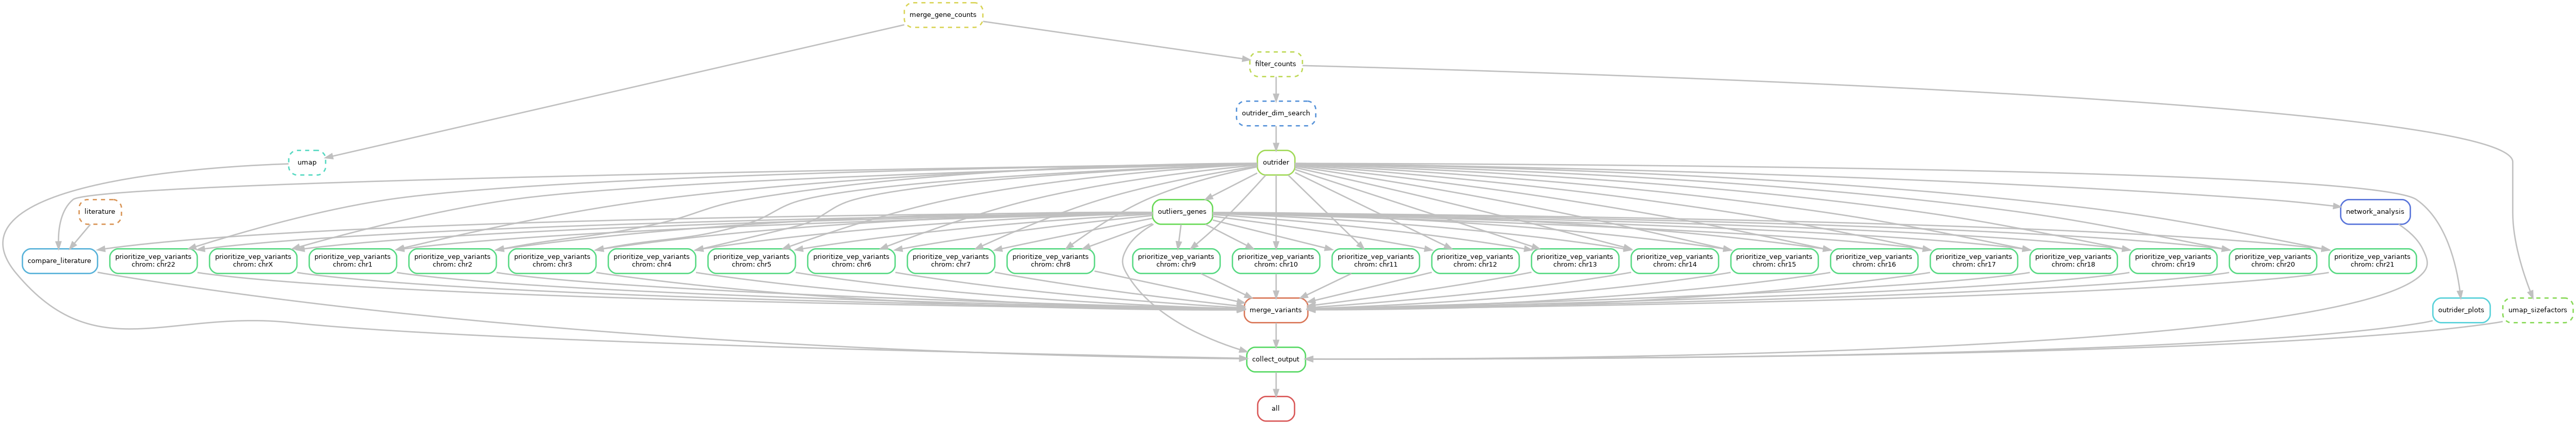 merge_gene_counts
filter_counts
outrider_dim_search
umap
outrider
literature
outliers_genes
network_analysis
compare_literature
prioritize_vep_variants
chrom: chr22
prioritize_vep_variants
chrom: chrX
prioritize_vep_variants
chrom: chr1
prioritize_vep_variants
chrom: chr2
prioritize_vep_variants
chrom: chr3
prioritize_vep_variants
chrom: chr4
prioritize_vep_variants
chrom: chr5
prioritize_vep_variants
chrom: chr6
prioritize_vep_variants
chrom: chr7
prioritize_vep_variants
chrom: chr8
prioritize_vep_variants
chrom: chr9
prioritize_vep_variants
chrom: chr10
prioritize_vep_variants
chrom: chr11
prioritize_vep_variants
chrom: chr12
prioritize_vep_variants
chrom: chr13
prioritize_vep_variants
chrom: chr14
prioritize_vep_variants
chrom: chr15
prioritize_vep_variants
chrom: chr16
prioritize_vep_variants
chrom: chr17
prioritize_vep_variants
chrom: chr18
prioritize_vep_variants
chrom: chr19
prioritize_vep_variants
chrom: chr20
prioritize_vep_variants
chrom: chr21
merge_variants
outrider_plots
umap_sizefactors
collect_output
all